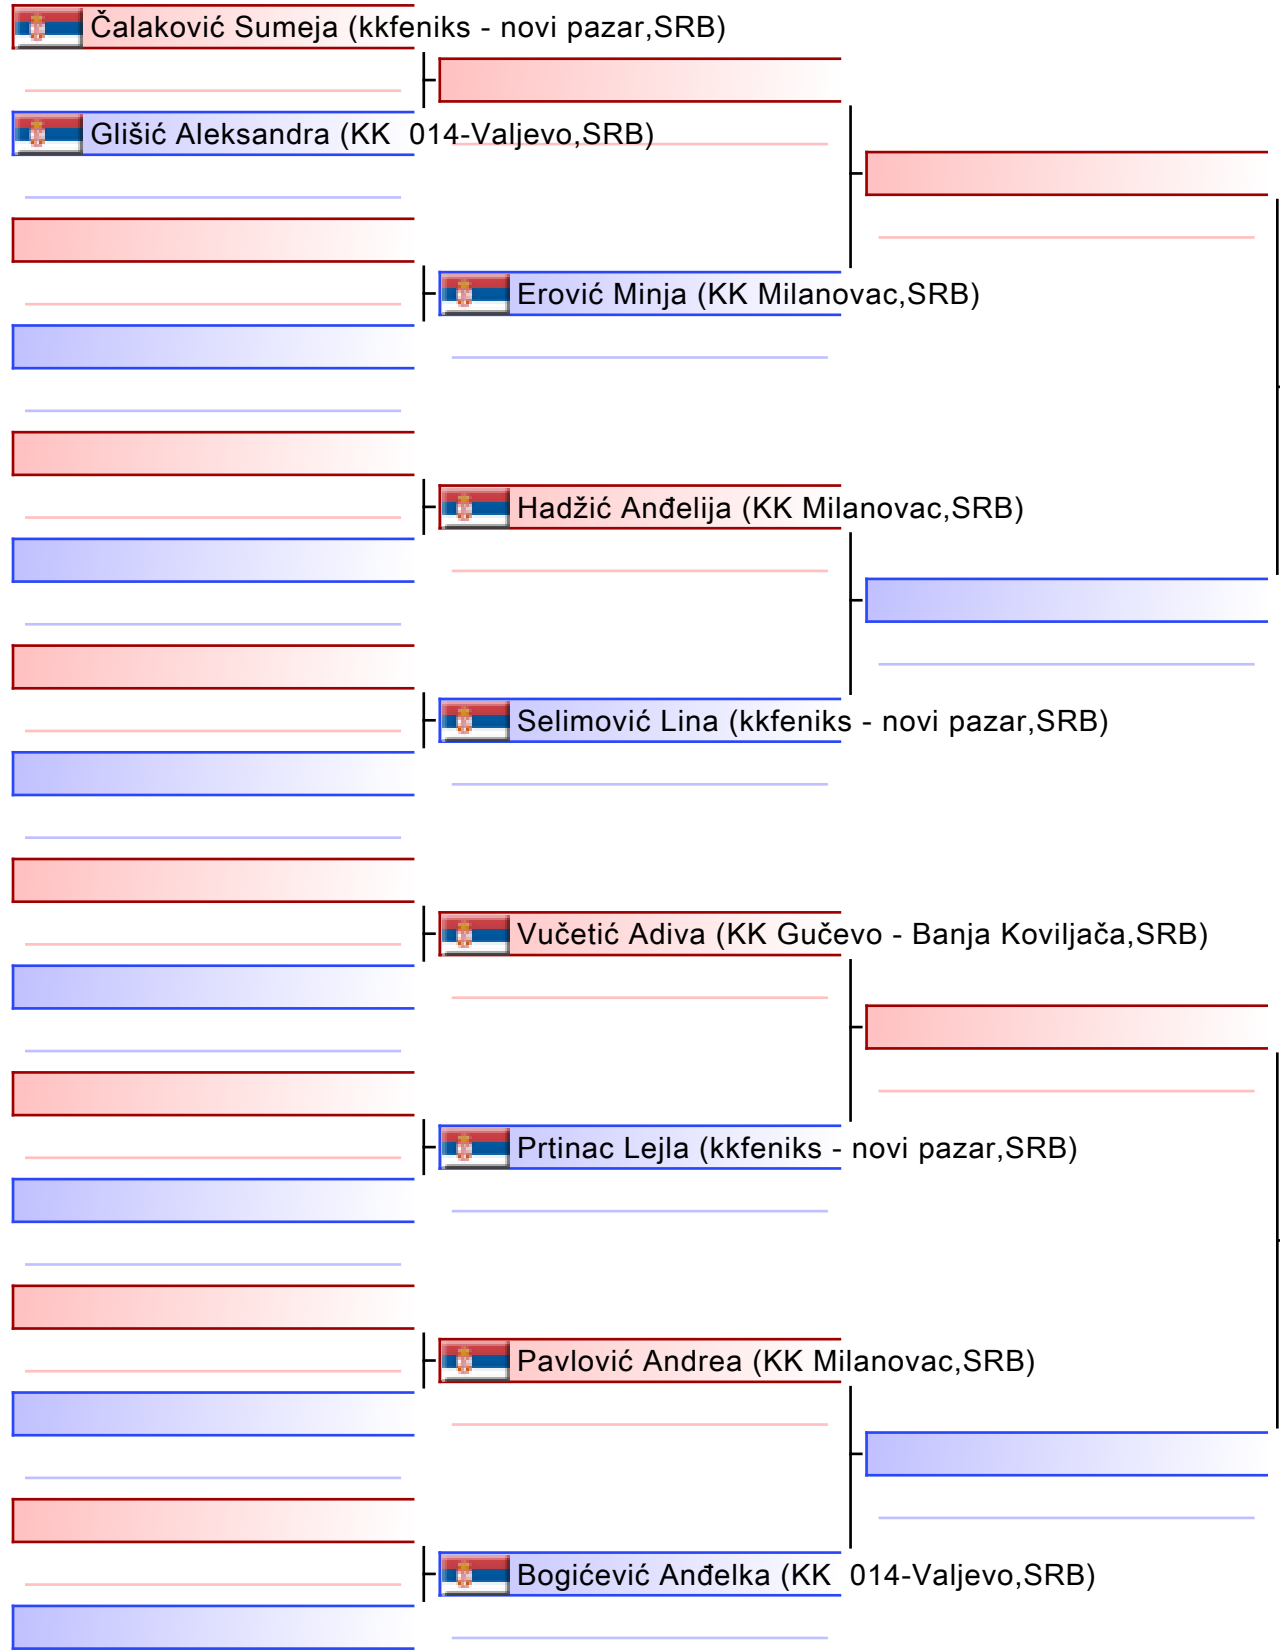 Čalaković Sumeja (kkfeniks - novi pazar,SRB)
Glišić Aleksandra (KK  014-Valjevo,SRB)
Erović Minja (KK Milanovac,SRB)
Hadžić Anđelija (KK Milanovac,SRB)
Selimović Lina (kkfeniks - novi pazar,SRB)
Vučetić Adiva (KK Gučevo - Banja Koviljača,SRB)
Prtinac Lejla (kkfeniks - novi pazar,SRB)
Pavlović Andrea (KK Milanovac,SRB)
Bogićević Anđelka (KK  014-Valjevo,SRB)